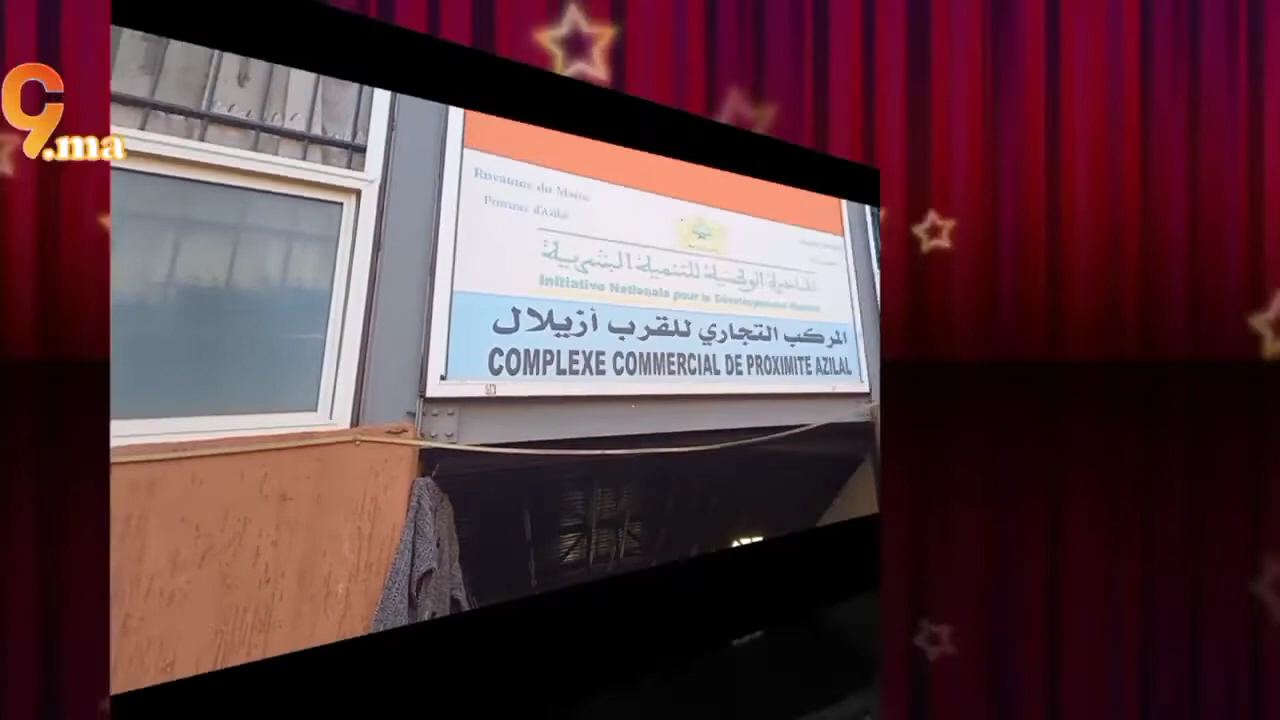 9.ma
Royaume du Maroc
Province d'Azilal
المبادرة الوطنية للتنمية البشرية
Initiative Nationale pour le Développement Humain
المركب التجاري للقرب أزيلال
COMPLEXE COMMERCIAL DE PROXIMITE AZILAL